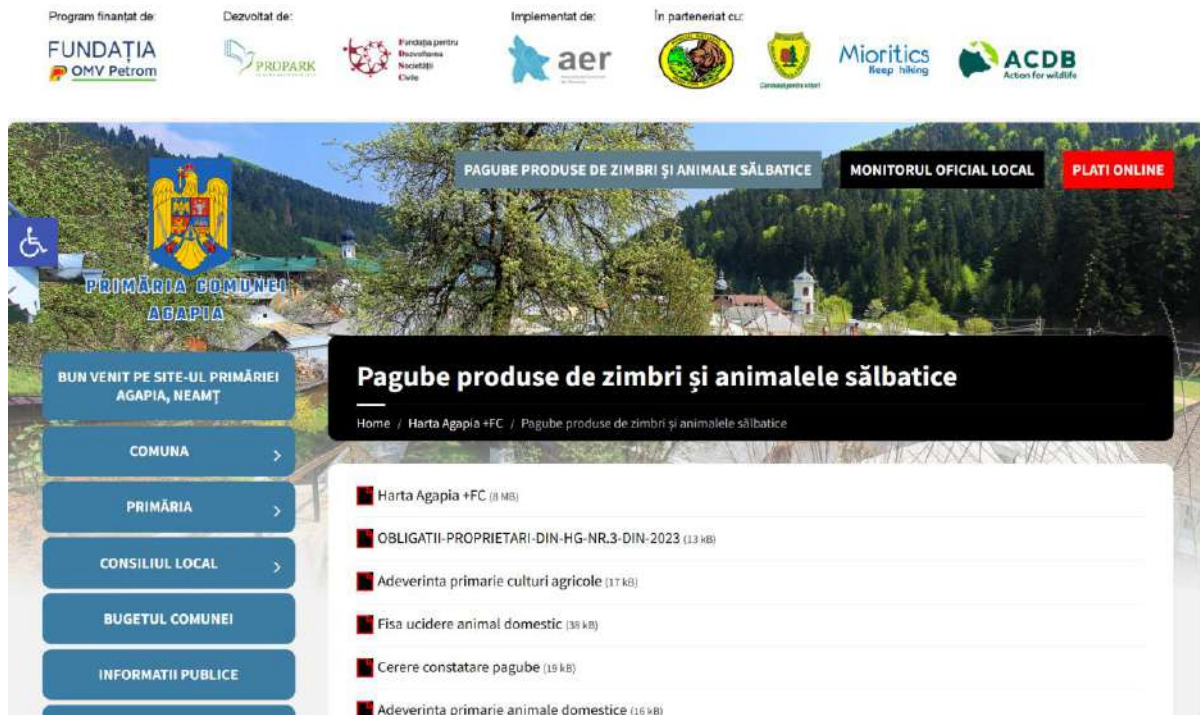 Program finanțat de:
Dezvoltat de:
Implementat de:
În parteneriat cu:
FUNDAȚIA
OMV Petrom
PROPARK
Fundația pentru
Dezvoltarea
Societății
Civile
aer
Mioritics
Keep hiking
ACDB
Action for wildlife
PAGUBE PRODUSE DE ZIMBRI ȘI ANIMALE SĂLBATICE
MONITORUL OFICIAL LOCAL
PLATI ONLINE
PRIMĂRIA COMUNEI
AGAPIA
BUN VENIT PE SITE-UL PRIMĂRIEI
AGAPIA, NEAMȚ
COMUNA
PRIMĂRIA
CONSILIUL LOCAL
BUGETUL COMUNEI
INFORMATII PUBLICE
Pagube produse de zimbri și animalele sălbatice
Home / Harta Agapia +FC / Pagube produse de zimbri și animalele sălbatice
Harta Agapia +FC (8 MB)
OBLIGATII-PROPRIETARI-DIN-HG-NR.3-DIN-2023 (13 kB)
Adeverinta primarie culturi agricole (17 kB)
Fisa ucidere animal domestic (38 kB)
Cerere constatare pagube (19 kB)
Adeverinta primarie animale domestice (16 kB)